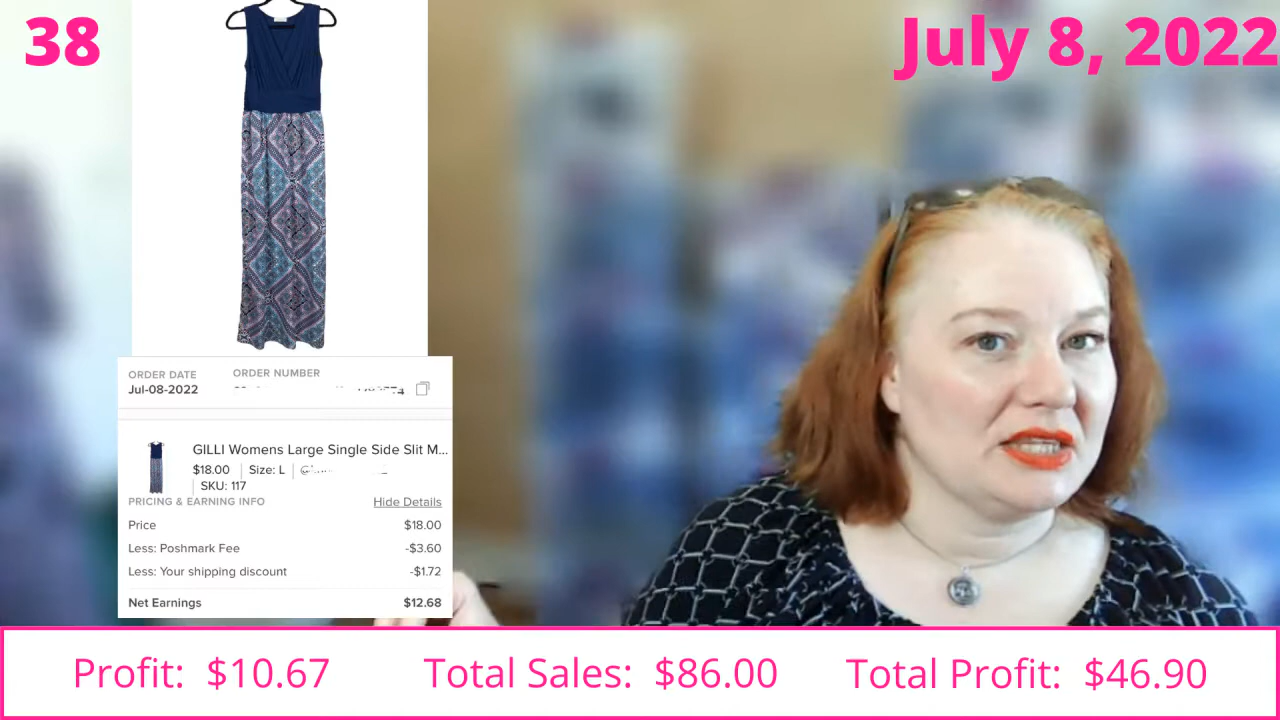 38
July 8, 2022
ORDER DATE
Jul-08-2022
ORDER NUMBER
GILLI Womens Large Single Side Slit M...
$18.00 | Size: L |
| SKU: 117
PRICING & EARNING INFO Hide Details
Price $18.00
Less: Poshmark Fee -$3.60
Less: Your shipping discount -$1.72
Net Earnings $12.68
Profit: $10.67 Total Sales: $86.00 Total Profit: $46.90